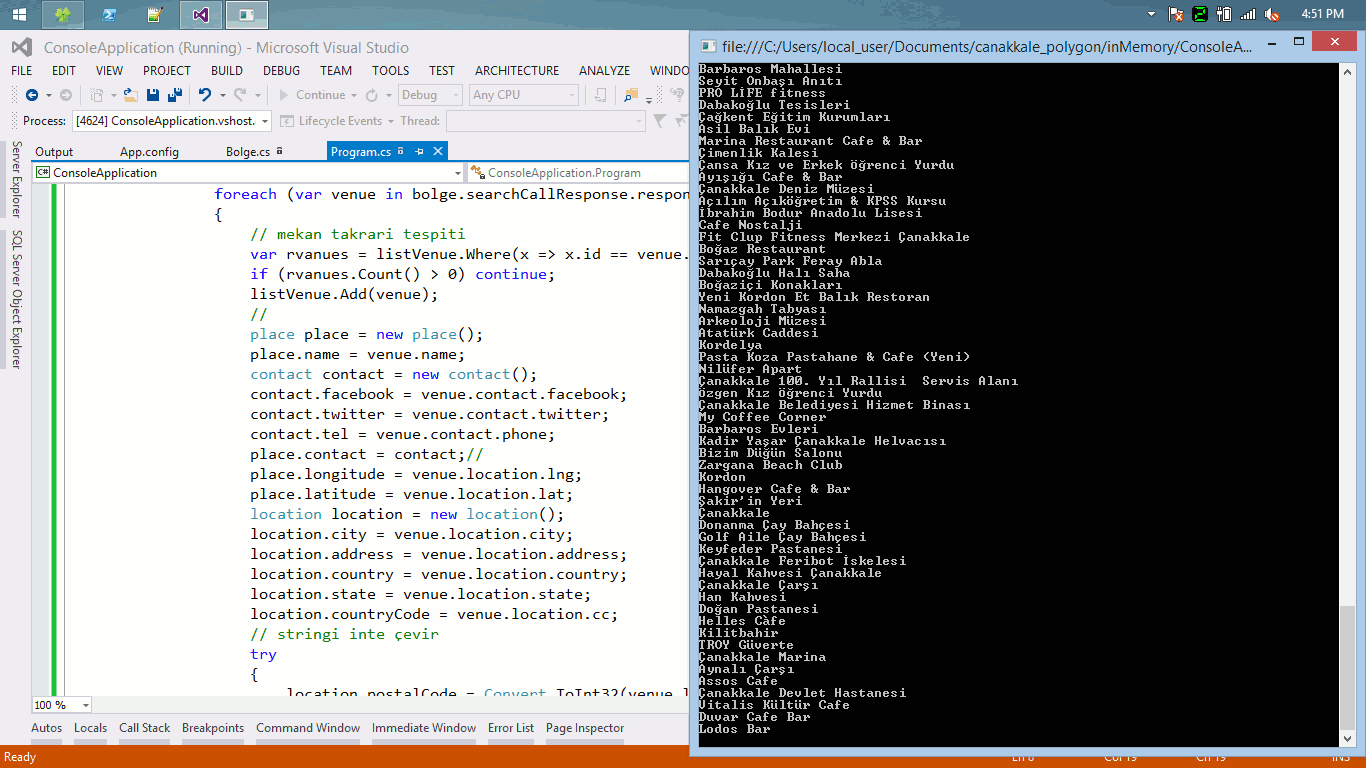 4:51 PM
ConsoleApplication (Running) - Microsoft Visual Studio
FILE EDIT VIEW PROJECT BUILD DEBUG TEAM TOOLS TEST ARCHITECTURE ANALYZE WINDO
Continue Debug Any CPU
Process: [4624] ConsoleApplication.vshost. Lifecycle Events Thread:
Output App.config Bolge.cs Program.cs
ConsoleApplication ConsoleApplication.Program
Server Explorer
SQL Server Object Explorer
foreach (var venue in bolge.searchCallResponse.respon
{
// mekan takrari tespiti
var rvanues = listVenue.Where(x => x.id == venue.
if (rvanues.Count() > 0) continue;
listVenue.Add(venue);
//
place place = new place();
place.name = venue.name;
contact contact = new contact();
contact.facebook = venue.contact.facebook;
contact.twitter = venue.contact.twitter;
contact.tel = venue.contact.phone;
place.contact = contact;//
place.longitude = venue.location.lng;
place.latitude = venue.location.lat;
location location = new location();
location.city = venue.location.city;
location.address = venue.location.address;
location.country = venue.location.country;
location.state = venue.location.state;
location.countryCode = venue.location.cc;
// stringi inte çevir
try
{
location.postalCode = Convert.ToInt32(venue.l
100 %
Autos Locals Call Stack Breakpoints Command Window Immediate Window Error List Page Inspector
Ready
file:///C:/Users/local_user/Documents/canakkale_polygon/inMemory/ConsoleA...
Barbaros Mahallesi
Seyit Onbaşı Anıtı
PRO LİFE fitness
Dabakoğlu Tesisleri
Çağkent Eğitim Kurumları
Asil Balık Evi
Marina Restaurant Cafe & Bar
Çimenlik Kalesi
Çansa Kız ve Erkek öğrenci Yurdu
Ayışığı Cafe & Bar
Çanakkale Deniz Müzesi
Açılım Açıköğretim & KPSS Kursu
İbrahim Bodur Anadolu Lisesi
Cafe Nostalji
Fit Clup Fitness Merkezi Çanakkale
Boğaz Restaurant
Sarıçay Park Feray Abla
Dabakoğlu Halı Saha
Boğaziçi Konakları
Yeni Kordon Et Balık Restoran
Namazgah Tabyası
Arkeoloji Müzesi
Atatürk Caddesi
Kordelya
Pasta Koza Pastahane & Cafe (Yeni)
Nilüfer Apart
Çanakkale 100. Yıl Rallisi  Servis Alanı
Özgen Kız Öğrenci Yurdu
Çanakkale Belediyesi Hizmet Binası
My Coffee Corner
Barbaros Evleri
Kadir Yaşar Çanakkale Helvacısı
Bizim Düğün Salonu
Zargana Beach Club
Kordon
Hangover Cafe & Bar
Şakir'in Yeri
Çanakkale
Donanma Çay Bahçesi
Golf Aile Çay Bahçesi
Keyfeder Pastanesi
Çanakkale Feribot İskelesi
Hayal Kahvesi Çanakkale
Çanakkale Çarşı
Han Kahvesi
Doğan Pastanesi
Helles Càfe
Kilitbahir
TROY Güverte
Çanakkale Marina
Aynalı Çarşı
Assos Cafe
Çanakkale Devlet Hastanesi
Vitalis Kültür Cafe
Duvar Cafe Bar
Lodos Bar